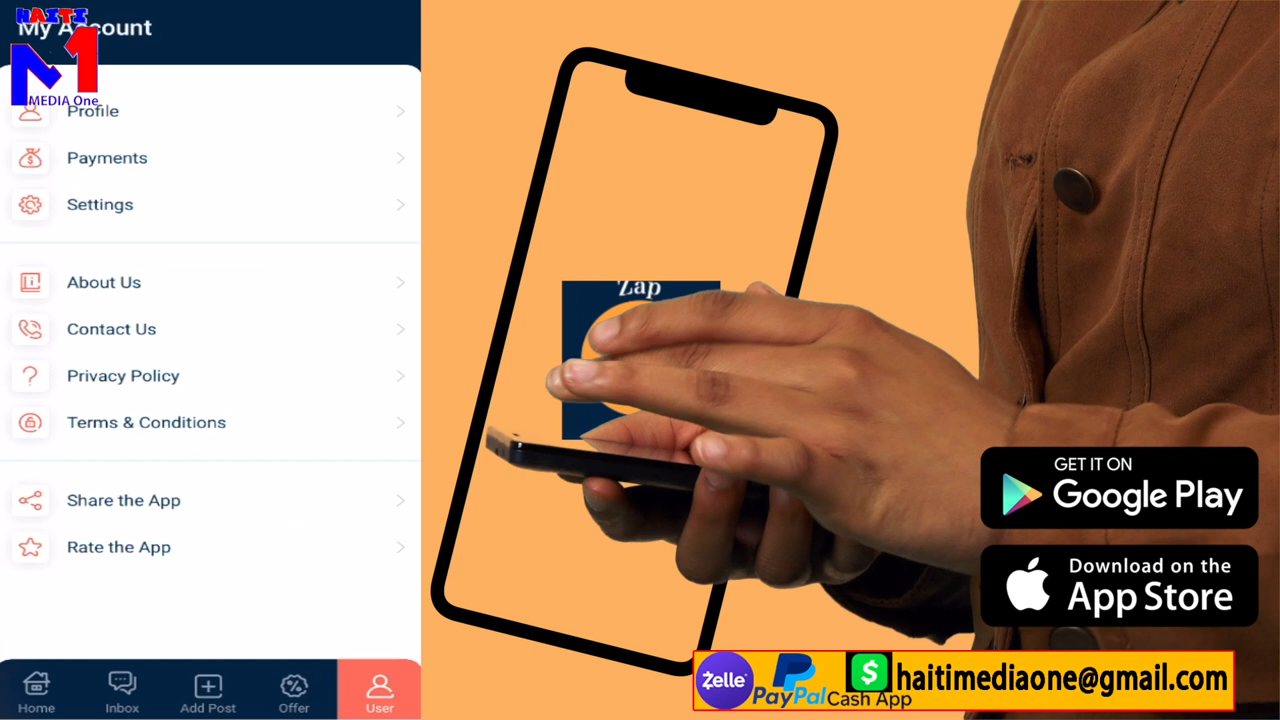 HAITI
My Account
M1
MEDIA One
Profile
Payments
Settings
About Us
Contact Us
Privacy Policy
Terms & Conditions
Share the App
Rate the App
Home
Inbox
Add Post
Offer
User
Zap
GET IT ON
Google Play
Download on the
App Store
Zelle
PayPal
$
Cash App
haitimediaone@gmail.com